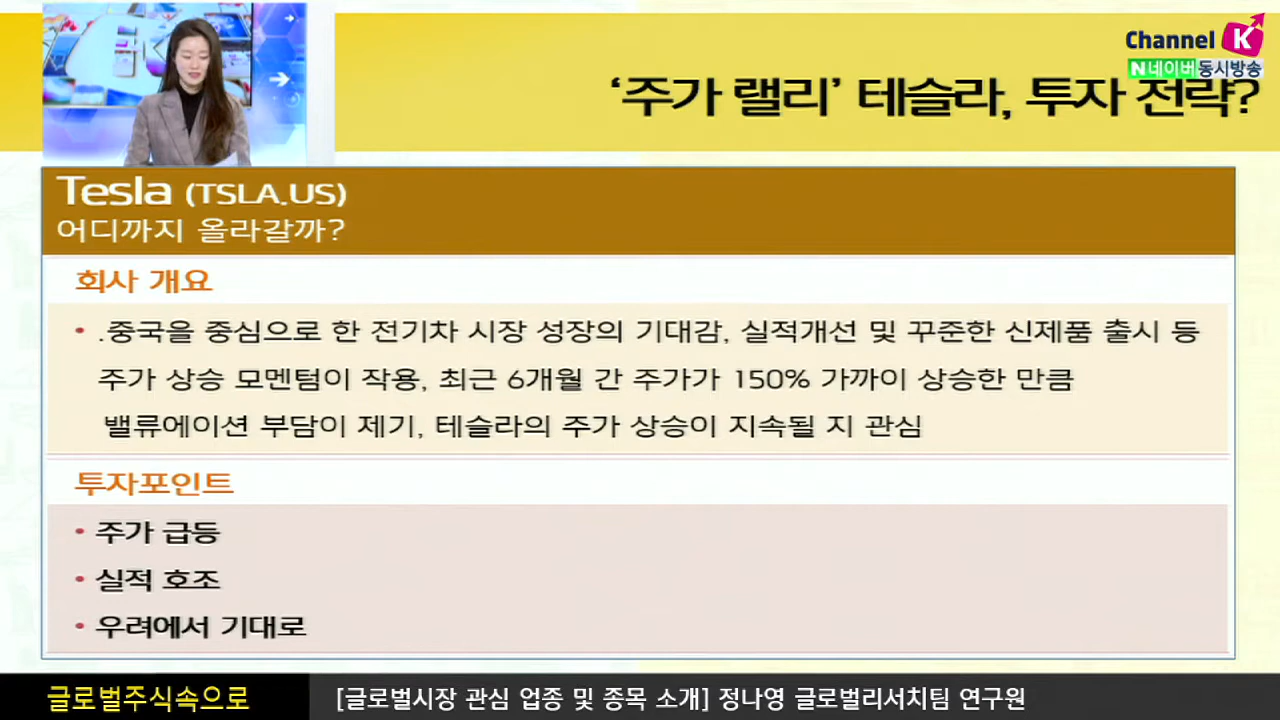 Channel K
N네이버 동시방송
‘주가 랠리’ 테슬라, 투자 전략?
Tesla (TSLA.US)
어디까지 올라갈까?
회사 개요
• .중국을 중심으로 한 전기차 시장 성장의 기대감, 실적개선 및 꾸준한 신제품 출시 등
주가 상승 모멘텀이 작용, 최근 6개월 간 주가가 150% 가까이 상승한 만큼
밸류에이션 부담이 제기, 테슬라의 주가 상승이 지속될 지 관심
투자포인트
• 주가 급등
• 실적 호조
• 우려에서 기대로
글로벌주식속으로
[글로벌시장 관심 업종 및 종목 소개] 정나영 글로벌리서치팀 연구원